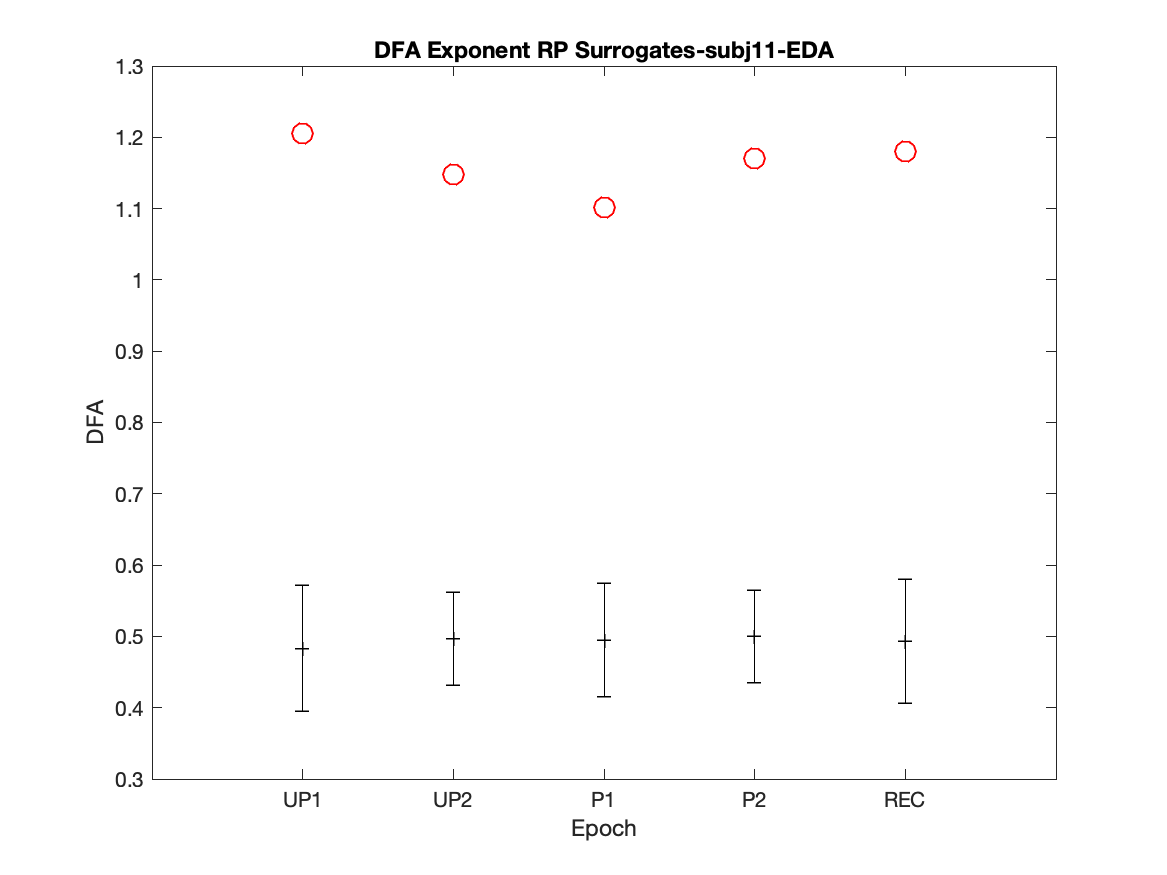 DFA Exponent RP Surrogates-subj11-EDA
1.3
1.2
1.1
1
0.9
0.8
0.7
0.6
0.5
0.4
0.3
DFA
UP1 UP2 P1 P2 REC
Epoch